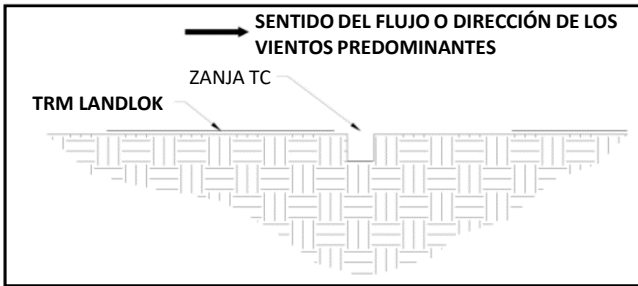 SENTIDO DEL FLUJO O DIRECCIÓN DE LOS
VIENTOS PREDOMINANTES
ZANJA TC
TRM LANDLOK